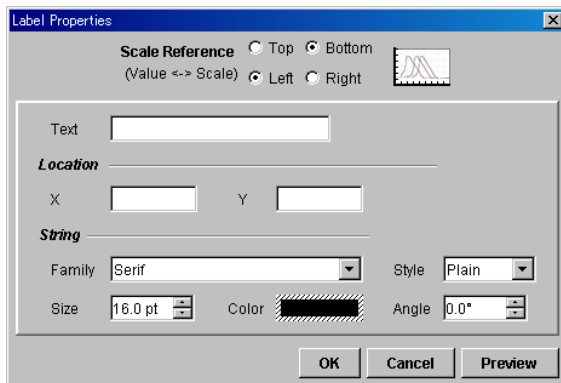 Label Properties
Scale Reference Top Bottom
(Value <-> Scale) Left Right
Text
Location
X Y
String
Family Serif Style Plain
Size 16.0 pt Color Angle 0.0°
OK Cancel Preview